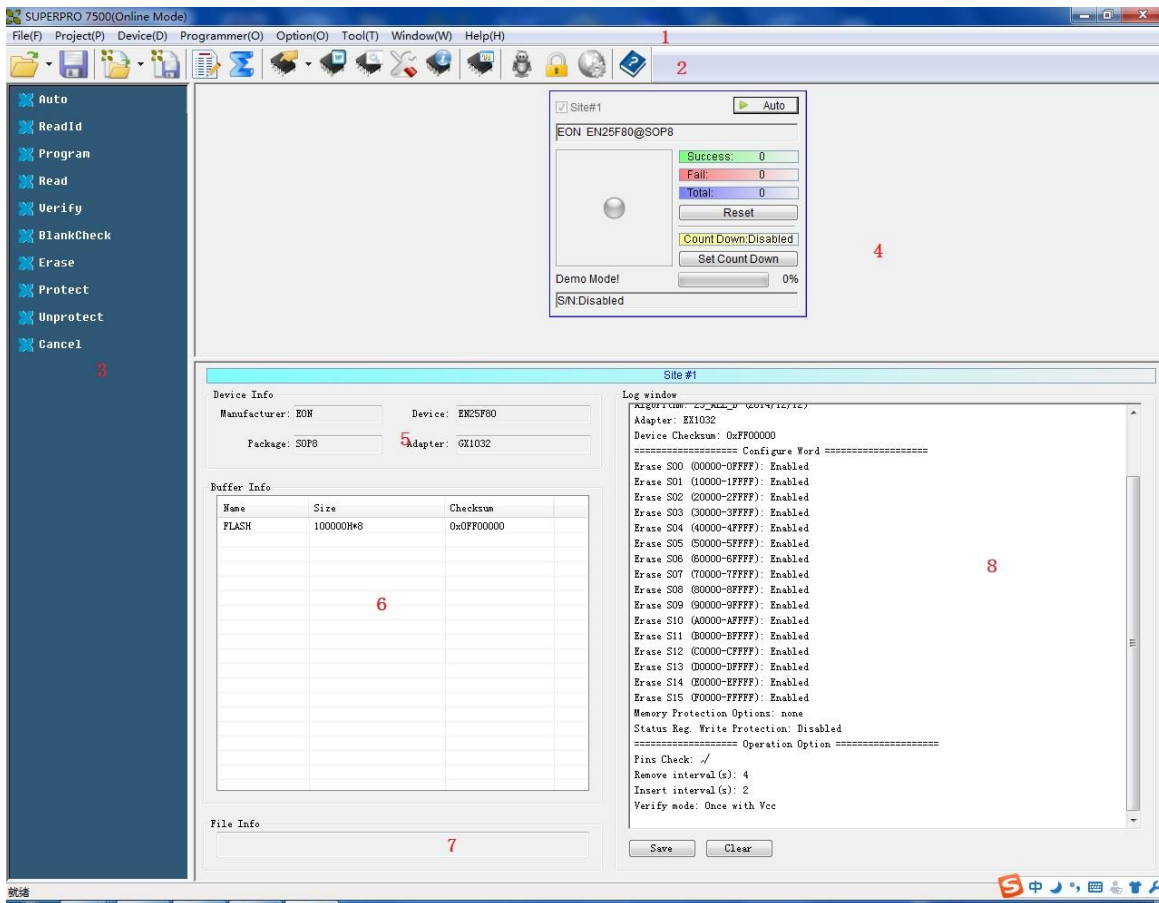 SUPERPRO 7500(Online Mode)
File(F) Project(P) Device(D) Programmer(O) Option(O) Tool(T) Window(W) Help(H)
1
2
Auto
ReadId
Program
Read
Verify
BlankCheck
Erase
Protect
Unprotect
Cancel
3
Site#1
Auto
EON EN25F80@SOP8
Success: 0
Fail: 0
Total: 0
Reset
Count Down:Disabled
Set Count Down
Demo Mode!
0%
S/N:Disabled
4
Site #1
Device Info
Manufacturer: EON
Device: EN25F80
Package: SOP8
5
Adapter: GX1032
Buffer Info
Name Size Checksum
FLASH 100000H*8 0x0FF00000
6
File Info
7
Log window
Algorithm: 25_ALL_B (2014/12/12)
Adapter: EX1032
Device Checksum: 0xFF00000
=================== Configure Word ===================
Erase S00 (00000-0FFFF): Enabled
Erase S01 (10000-1FFFF): Enabled
Erase S02 (20000-2FFFF): Enabled
Erase S03 (30000-3FFFF): Enabled
Erase S04 (40000-4FFFF): Enabled
Erase S05 (50000-5FFFF): Enabled
Erase S06 (60000-6FFFF): Enabled
Erase S07 (70000-7FFFF): Enabled
Erase S08 (80000-8FFFF): Enabled
Erase S09 (90000-9FFFF): Enabled
Erase S10 (A0000-AFFFF): Enabled
Erase S11 (B0000-BFFFF): Enabled
Erase S12 (C0000-CFFFF): Enabled
Erase S13 (D0000-DFFFF): Enabled
Erase S14 (E0000-EFFFF): Enabled
Erase S15 (F0000-FFFFF): Enabled
Memory Protection Options: none
Status Reg. Write Protection: Disabled
=================== Operation Option ===================
Pins Check: √
Remove interval(s): 4
Insert interval(s): 2
Verify mode: Once with Vcc
8
Save Clear
就绪
S 中